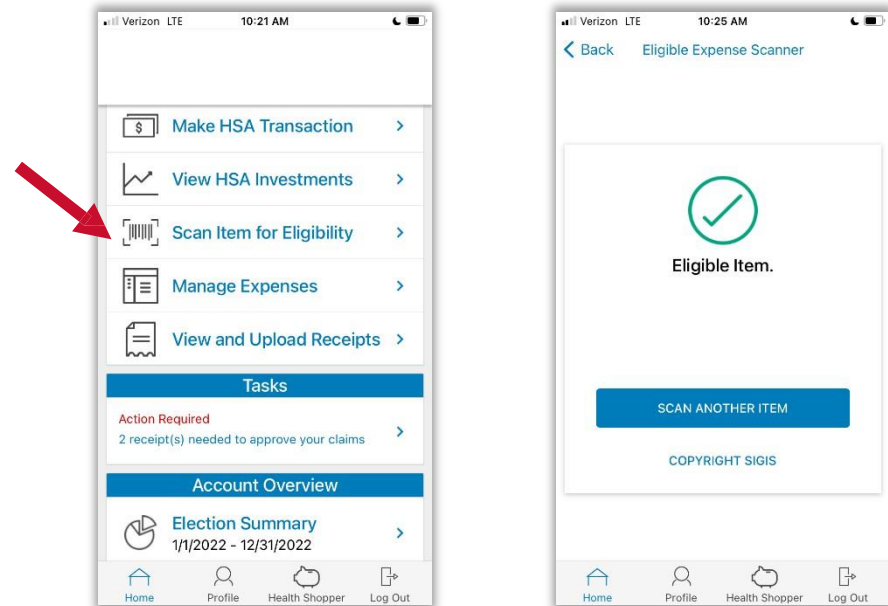 Verizon LTE 10:21 AM
Make HSA Transaction
View HSA Investments
Scan Item for Eligibility
Manage Expenses
View and Upload Receipts
Tasks
Action Required
2 receipt(s) needed to approve your claims
Account Overview
Election Summary
1/1/2022 - 12/31/2022
Home Profile Health Shopper Log Out
Verizon LTE 10:25 AM
Back Eligible Expense Scanner
Eligible Item.
SCAN ANOTHER ITEM
COPYRIGHT SIGIS
Home Profile Health Shopper Log Out